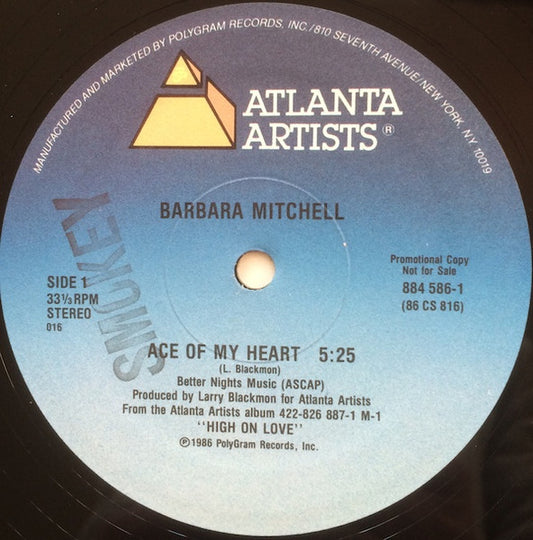 MANUFACTURED AND MARKETED BY POLYGRAM RECORDS, INC./810 SEVENTH AVENUE/NEW YORK, NY 10019
ATLANTA
ARTISTS®
BARBARA MITCHELL
SMOKEY
SIDE 1
33⅓ RPM
STEREO
016
Promotional Copy
Not for Sale
884 586-1
(86 CS 816)
ACE OF MY HEART 5:25
(L. Blackmon)
Better Nights Music (ASCAP)
Produced by Larry Blackmon for Atlanta Artists
From the Atlanta Artists album 422-826 887-1 M-1
"HIGH ON LOVE"
℗1986 PolyGram Records, Inc.